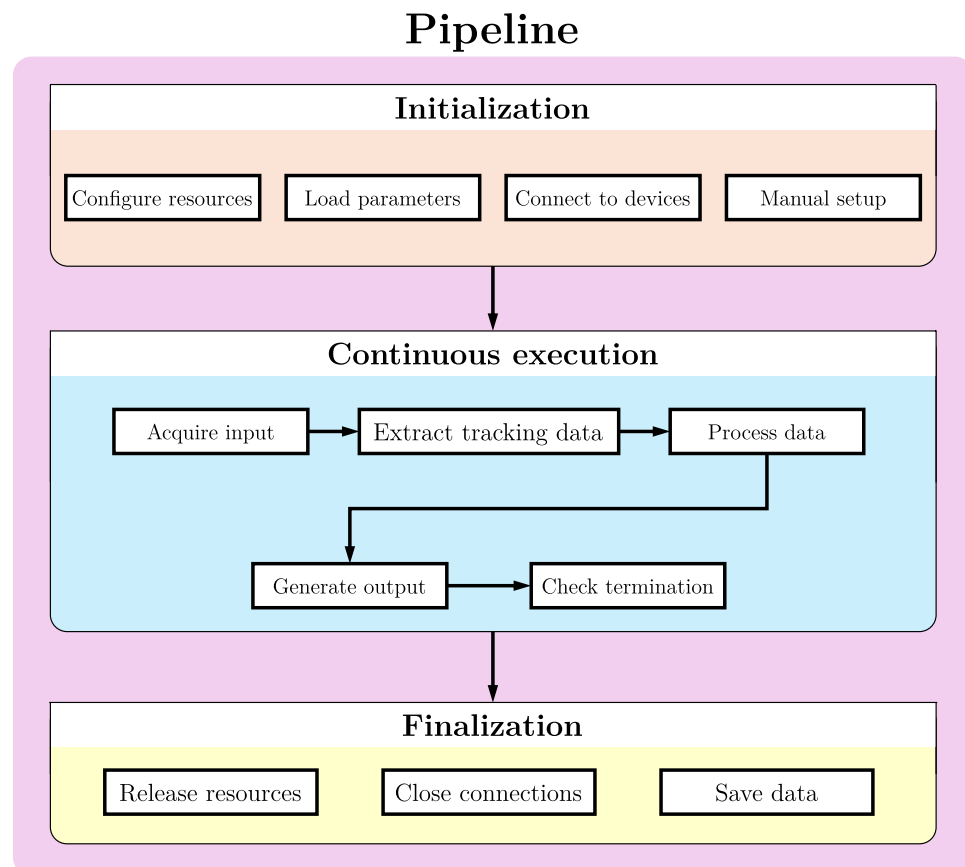 Pipeline
Initialization
Configure resources
Load parameters
Connect to devices
Manual setup
Continuous execution
Acquire input
Extract tracking data
Process data
Generate output
Check termination
Finalization
Release resources
Close connections
Save data